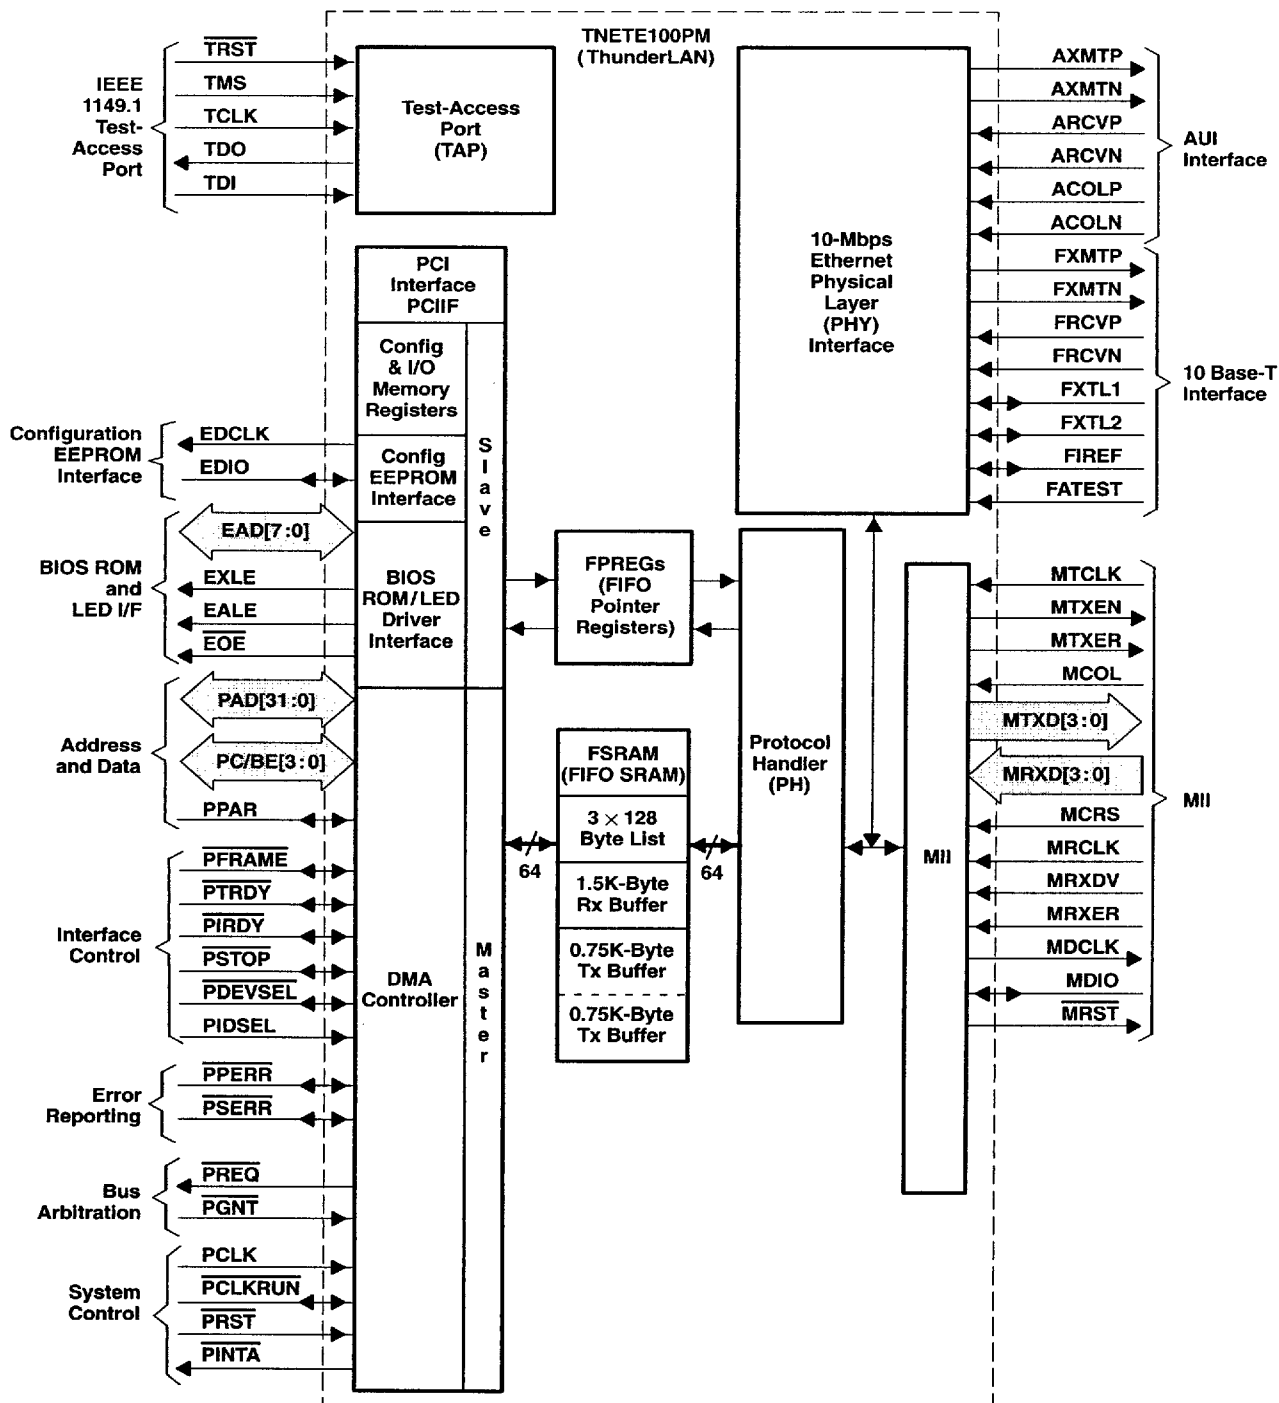 TNETE100PM
(ThunderLAN)
IEEE
1149.1
Test-
Access
Port
TRST
TMS
TCLK
TDO
TDI
Test-Access
Port
(TAP)
PCI
Interface
PCIIF
Config
& I/O
Memory
Registers
Slave
Configuration
EEPROM
Interface
EDCLK
EDIO
Config
EEPROM
Interface
BIOS ROM
and
LED I/F
EAD[7:0]
EXLE
EALE
EOE
BIOS
ROM/LED
Driver
Interface
Address
and Data
PAD[31:0]
PC/BE[3:0]
PPAR
Interface
Control
PFRAME
PTRDY
PIRDY
PSTOP
PDEVSEL
PIDSEL
DMA
Controller
Master
Error
Reporting
PPERR
PSERR
Bus
Arbitration
PREQ
PGNT
System
Control
PCLK
PCLKRUN
PRST
PINTA
FPREGs
(FIFO
Pointer
Registers)
FSRAM
(FIFO SRAM)
3 × 128
Byte List
1.5K-Byte
Rx Buffer
0.75K-Byte
Tx Buffer
0.75K-Byte
Tx Buffer
64
64
Protocol
Handler
(PH)
10-Mbps
Ethernet
Physical
Layer
(PHY)
Interface
AXMTP
AXMTN
ARCVP
ARCVN
ACOLP
ACOLN
AUI
Interface
FXMTP
FXMTN
FRCVP
FRCVN
FXTL1
FXTL2
FIREF
FATEST
10 Base-T
Interface
MII
MTCLK
MTXEN
MTXER
MCOL
MTXD[3:0]
MRXD[3:0]
MCRS
MRCLK
MRXDV
MRXER
MDCLK
MDIO
MRST
MII